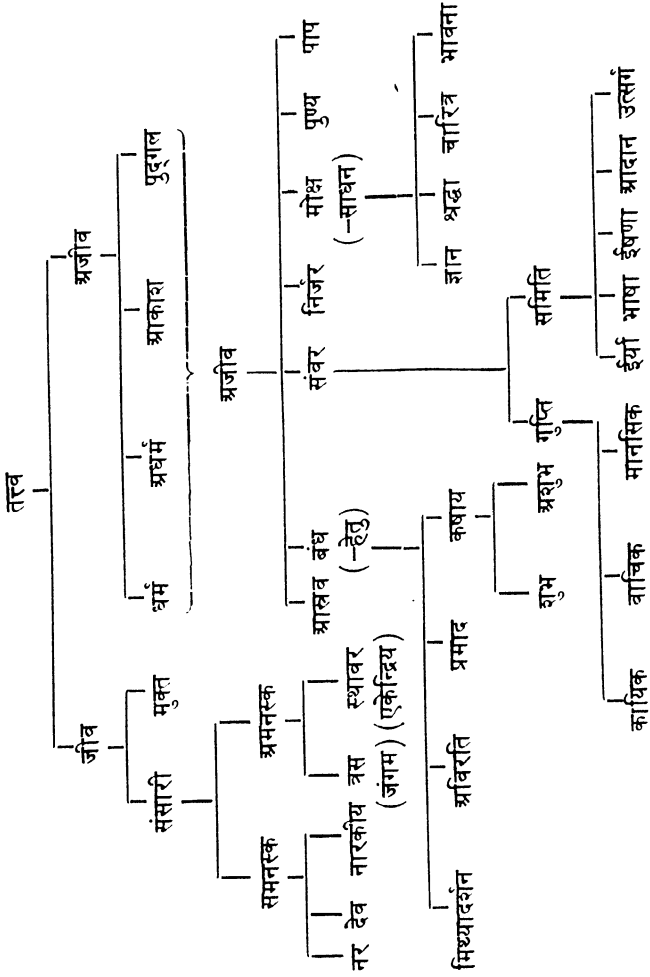 तत्त्व
जीव अजीव
संसारी मुक्त धर्म अधर्म आकाश पुद्गल
समनस्क अमनस्क
नर देव नारकीय त्रस स्थावर
(जंगम) (एकेन्द्रिय)
अजीव
आस्रव बंध संवर निर्जर मोक्ष पुण्य पाप
(-हेतु) (-साधन)
मिथ्यादर्शन अविरति प्रमाद कषाय
ज्ञान श्रद्धा चारित्र भावना
शुभ अशुभ
गुप्ति समिति
कायिक वाचिक मानसिक
ईर्या भाषा ईषणा आदान उत्सर्ग